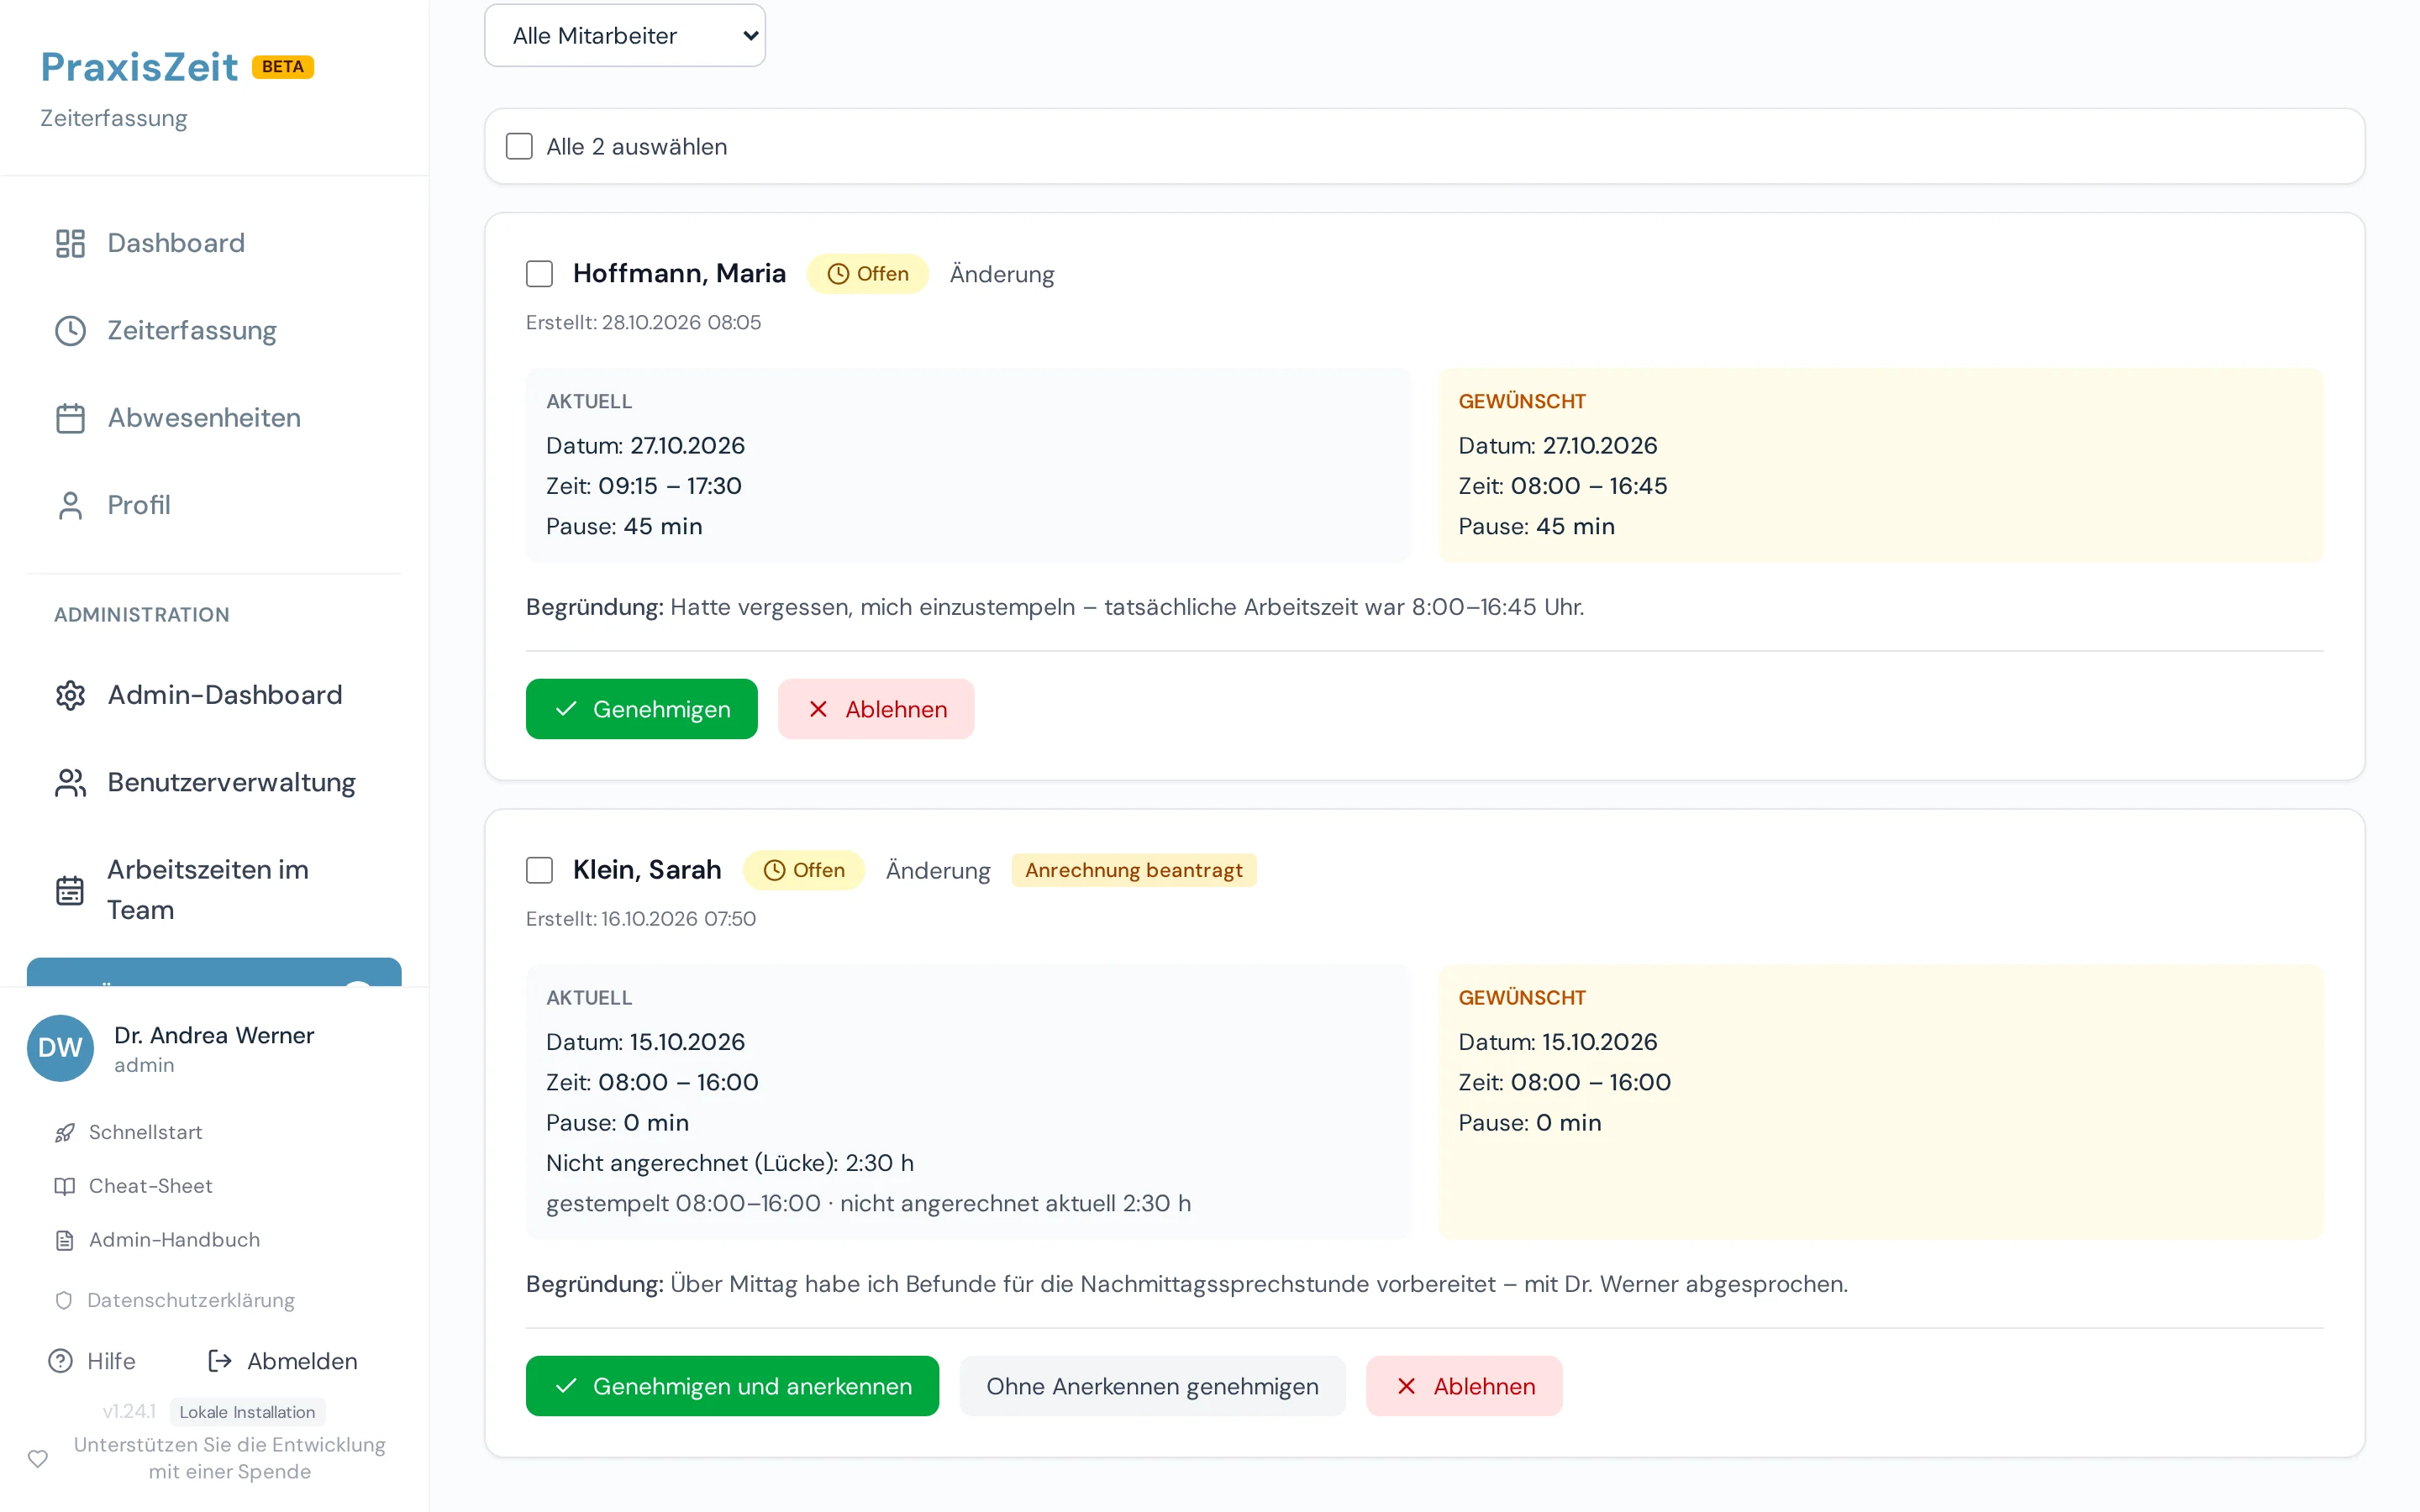 PraxisZeit BETA
Zeiterfassung
Dashboard
Zeiterfassung
Abwesenheiten
Profil
ADMINISTRATION
Admin-Dashboard
Benutzerverwaltung
Arbeitszeiten im
Team
DW
Dr. Andrea Werner
admin
Schnellstart
Cheat-Sheet
Admin-Handbuch
Datenschutzerklärung
Hilfe
Abmelden
v1.24.1 Lokale Installation
Unterstützen Sie die Entwicklung
mit einer Spende
Alle Mitarbeiter
Alle 2 auswählen
Hoffmann, Maria Offen Änderung
Erstellt: 28.10.2026 08:05
AKTUELL
Datum: 27.10.2026
Zeit: 09:15 – 17:30
Pause: 45 min
GEWÜNSCHT
Datum: 27.10.2026
Zeit: 08:00 – 16:45
Pause: 45 min
Begründung: Hatte vergessen, mich einzustempeln – tatsächliche Arbeitszeit war 8:00–16:45 Uhr.
Genehmigen
Ablehnen
Klein, Sarah Offen Änderung Anrechnung beantragt
Erstellt: 16.10.2026 07:50
AKTUELL
Datum: 15.10.2026
Zeit: 08:00 – 16:00
Pause: 0 min
Nicht angerechnet (Lücke): 2:30 h
gestempelt 08:00–16:00 · nicht angerechnet aktuell 2:30 h
GEWÜNSCHT
Datum: 15.10.2026
Zeit: 08:00 – 16:00
Pause: 0 min
Begründung: Über Mittag habe ich Befunde für die Nachmittagssprechstunde vorbereitet – mit Dr. Werner abgesprochen.
Genehmigen und anerkennen
Ohne Anerkennen genehmigen
Ablehnen